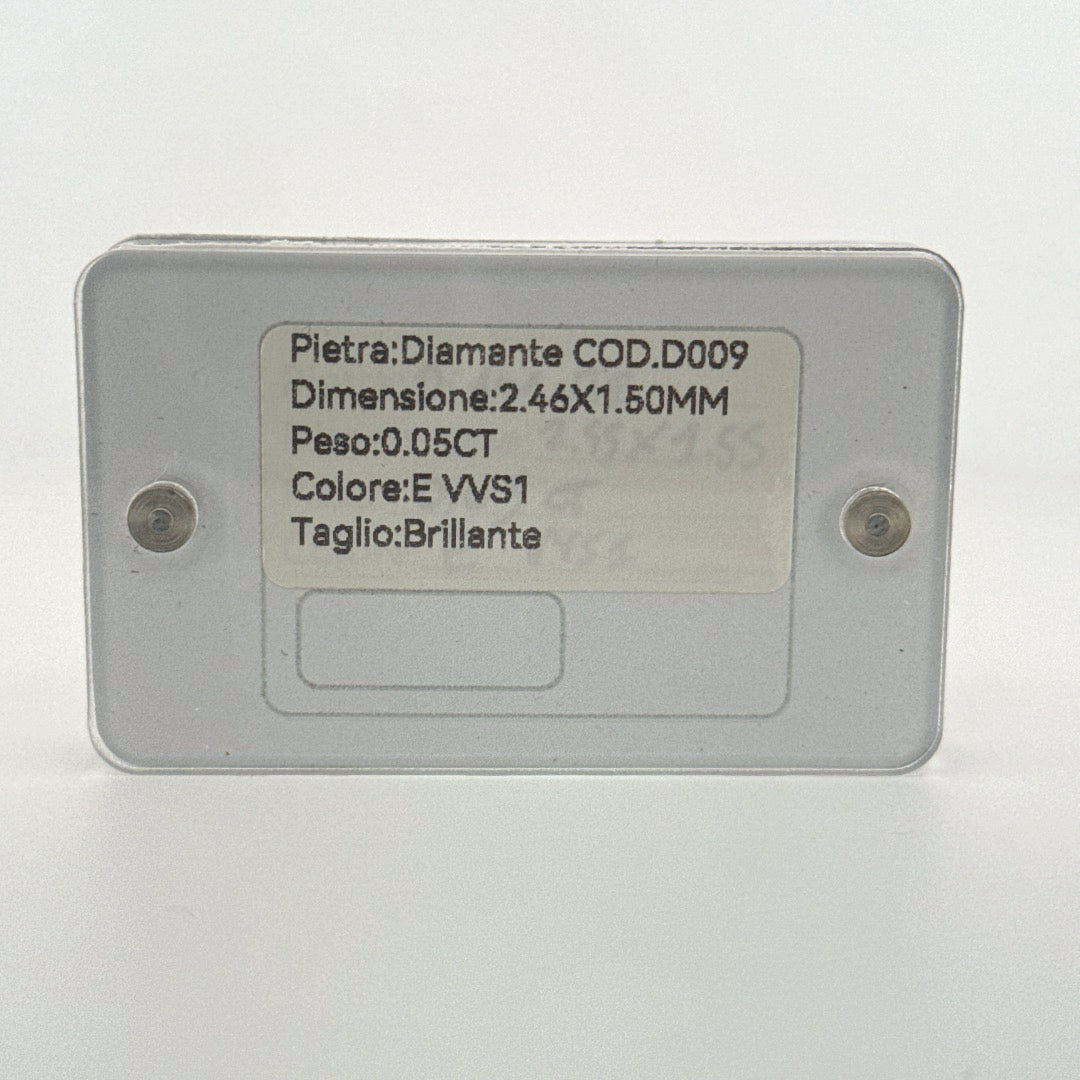 Pietra:Diamante COD.D009
Dimensione:2.46X1.50MM
Peso:0.05CT
Colore:E VVS1
Taglio:Brillante